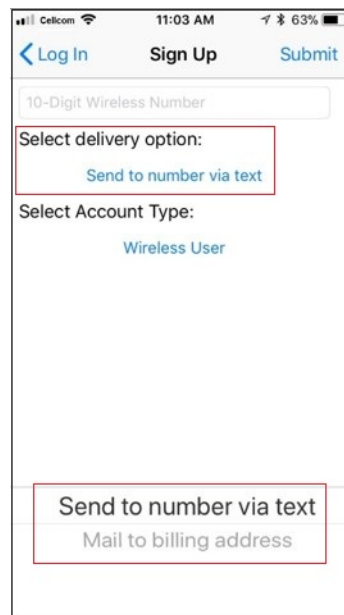 Cellcom 11:03 AM 63%
Log In Sign Up Submit
10-Digit Wireless Number
Select delivery option:
Send to number via text
Select Account Type:
Wireless User
Send to number via text
Mail to billing address